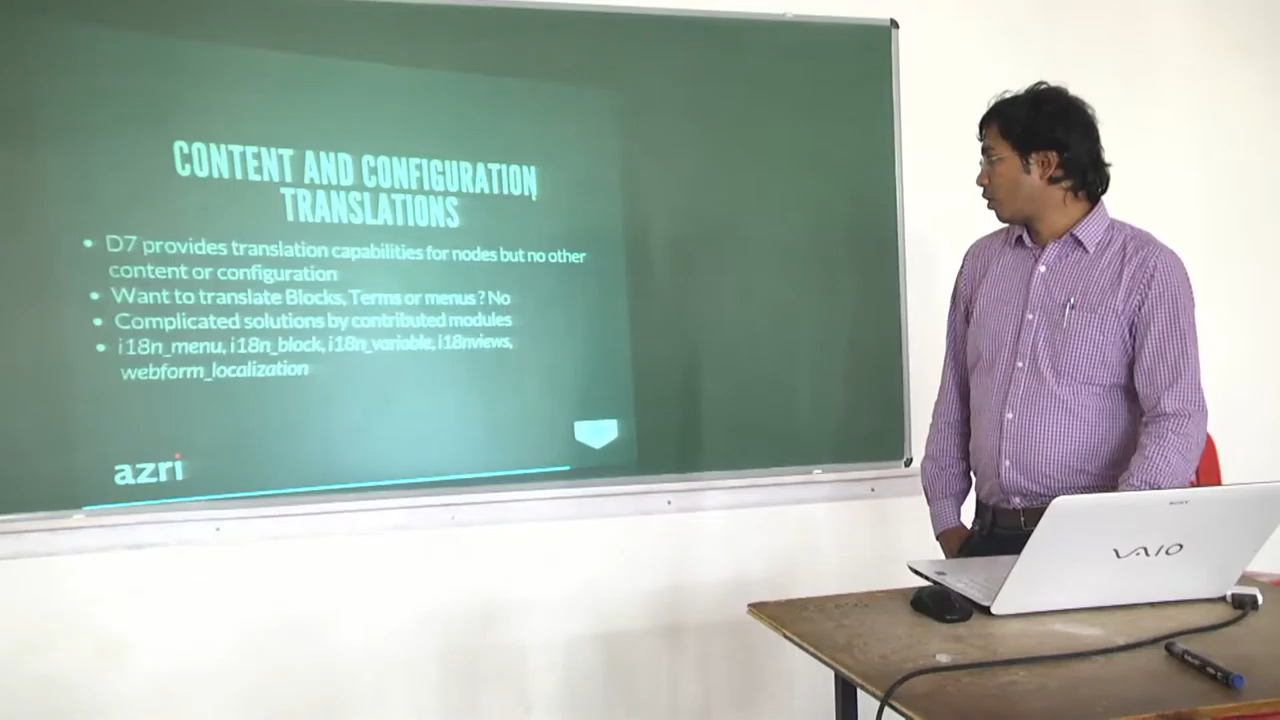 CONTENT AND CONFIGURATION
TRANSLATIONS
• D7 provides translation capabilities for nodes but no other
content or configuration
• Want to translate Blocks, Terms or menus? No
• Complicated solutions by contributed modules
• i18n_menu, i18n_block, i18n_variable, i18nviews,
webform_localization
azri
SONY
VAIO